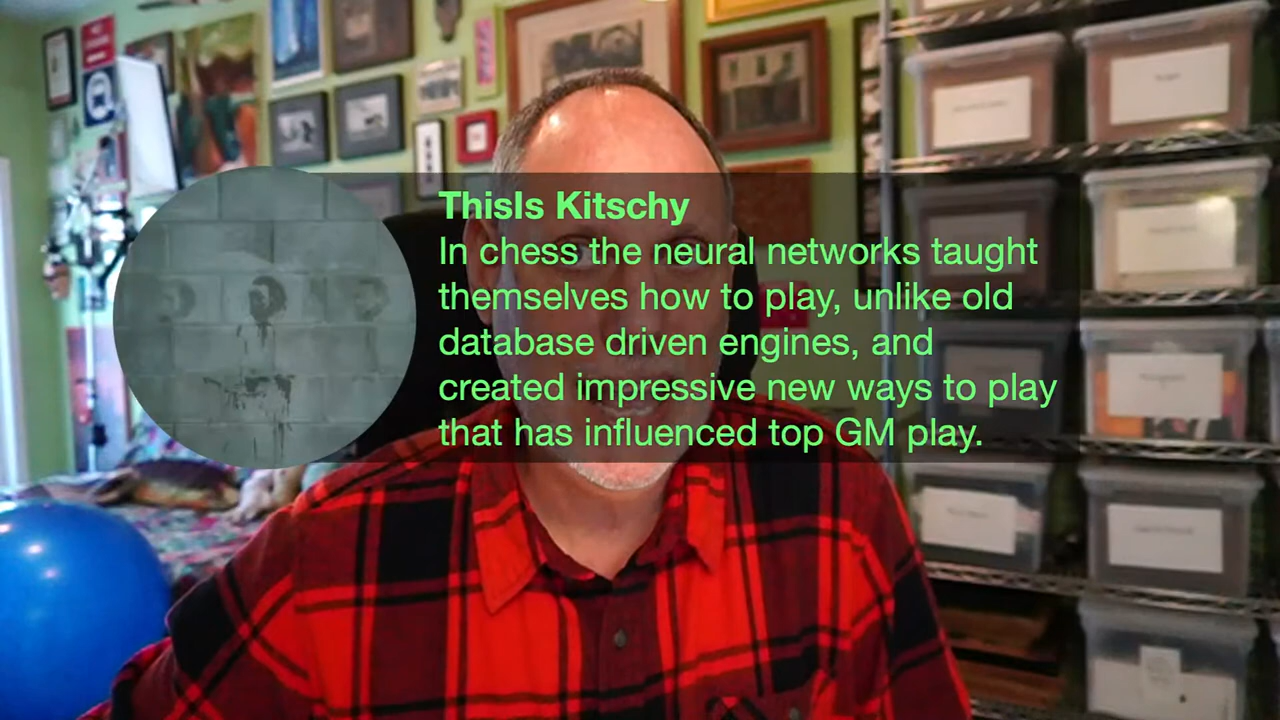 ThisIs Kitschy
In chess the neural networks taught
themselves how to play, unlike old
database driven engines, and
created impressive new ways to play
that has influenced top GM play.